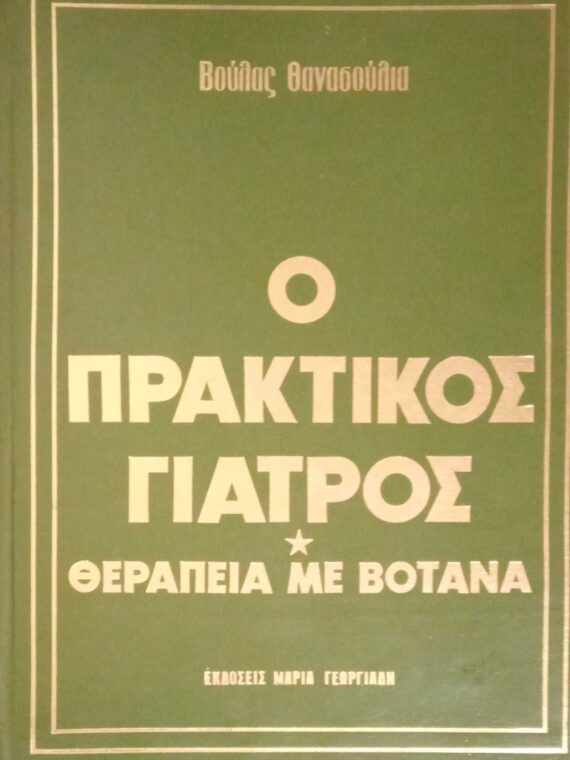 Βούλας Θανασούλια
Ο
ΠΡΑΚΤΙΚΟΣ
ΓΙΑΤΡΟΣ
ΘΕΡΑΠΕΙΑ ΜΕ ΒΟΤΑΝΑ
ΕΚΔΟΣΕΙΣ ΜΑΡΙΑ ΓΕΩΡΓΙΑΔΗ